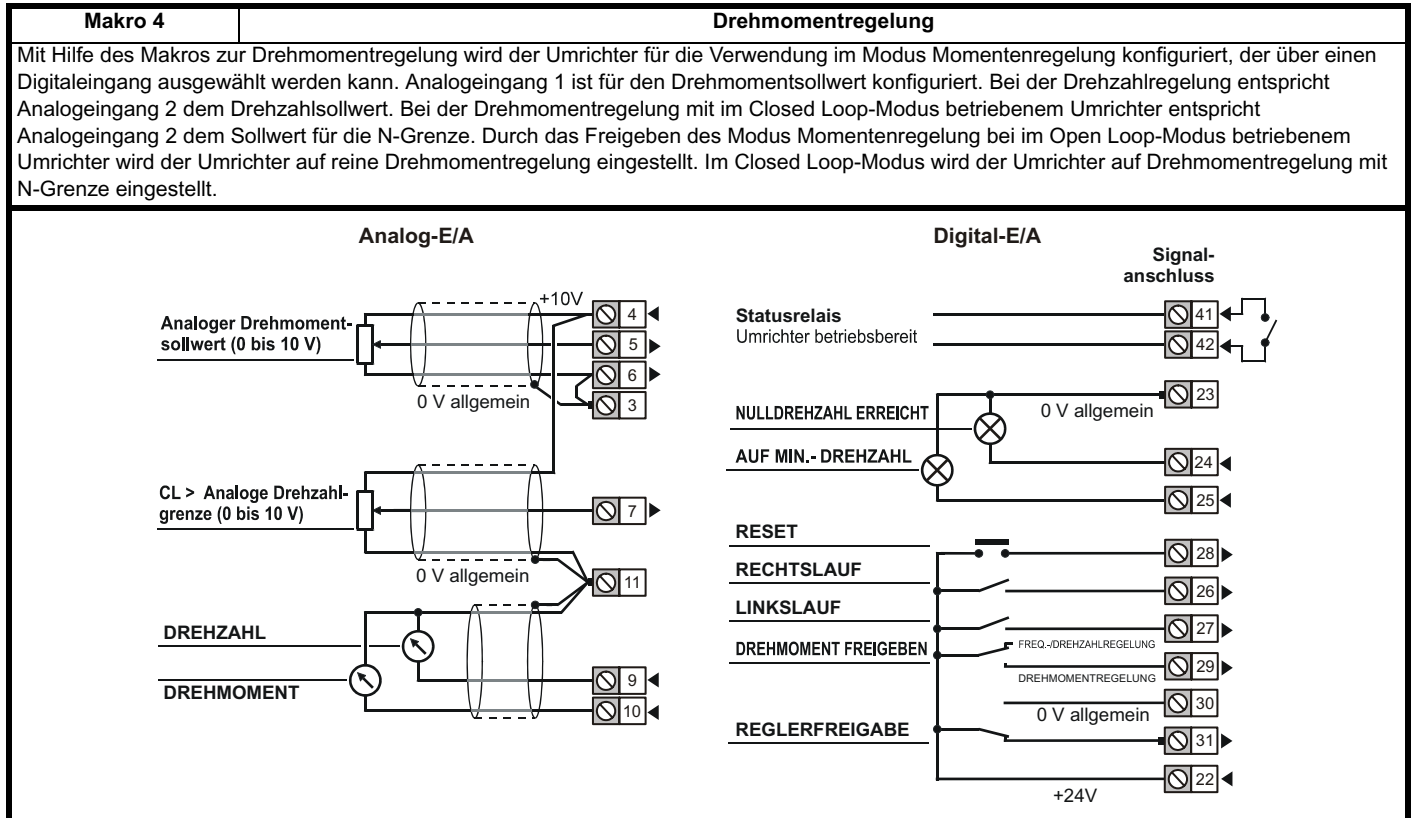 Makro 4 Drehmomentregelung
Mit Hilfe des Makros zur Drehmomentregelung wird der Umrichter für die Verwendung im Modus Momentenregelung konfiguriert, der über einen
Digitaleingang ausgewählt werden kann. Analogeingang 1 ist für den Drehmomentsollwert konfiguriert. Bei der Drehzahlregelung entspricht
Analogeingang 2 dem Drehzahlsollwert. Bei der Drehmomentregelung mit im Closed Loop-Modus betriebenem Umrichter entspricht
Analogeingang 2 dem Sollwert für die N-Grenze. Durch das Freigeben des Modus Momentenregelung bei im Open Loop-Modus betriebenem
Umrichter wird der Umrichter auf reine Drehmomentregelung eingestellt. Im Closed Loop-Modus wird der Umrichter auf Drehmomentregelung mit
N-Grenze eingestellt.
Analog-E/A
+10V
Analoger Drehmoment-
sollwert (0 bis 10 V)
4
5
6
3
0 V allgemein
CL > Analoge Drehzahl-
grenze (0 bis 10 V)
7
0 V allgemein
11
DREHZAHL
DREHMOMENT
9
10
Digital-E/A
Signal-
anschluss
Statusrelais
Umrichter betriebsbereit
41
42
23
0 V allgemein
NULLDREHZAHL ERREICHT
AUF MIN.- DREHZAHL
24
25
RESET
28
RECHTSLAUF
26
LINKSLAUF
27
DREHMOMENT FREIGEBEN
FREQ.-/DREHZAHLREGELUNG
29
DREHMOMENTREGELUNG
30
0 V allgemein
REGLERFREIGABE
31
22
+24V